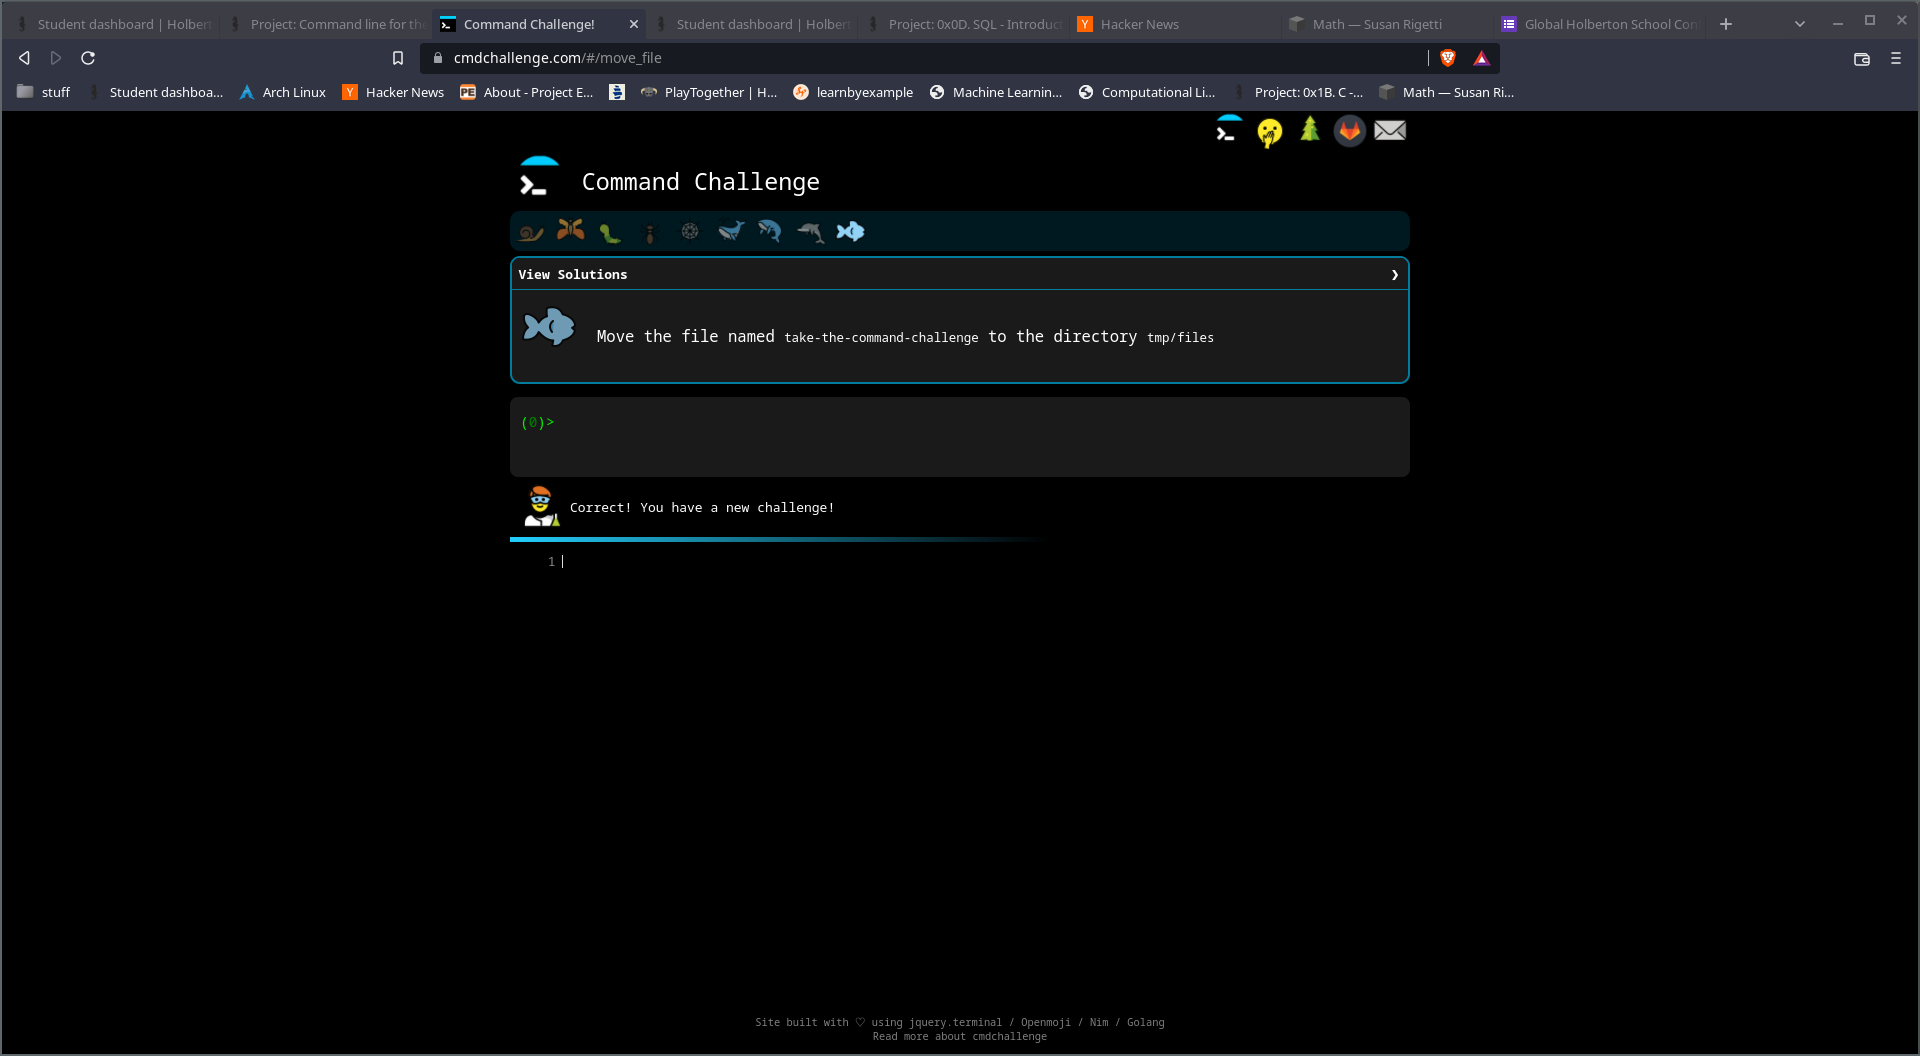 Student dashboard | Holbert
Project: Command line for the
Command Challenge!
Student dashboard | Holbert
Project: 0x0D. SQL - Introduct
Hacker News
Math — Susan Rigetti
Global Holberton School Con
cmdchallenge.com/#/move_file
stuff
Student dashboa...
Arch Linux
Hacker News
About - Project E...
PlayTogether | H...
learnbyexample
Machine Learnin...
Computational Li...
Project: 0x1B. C -...
Math — Susan Ri...
Command Challenge
View Solutions
Move the file named take-the-command-challenge to the directory tmp/files
(0)>
Correct! You have a new challenge!
1
Site built with ♡ using jquery.terminal / Openmoji / Nim / Golang
Read more about cmdchallenge